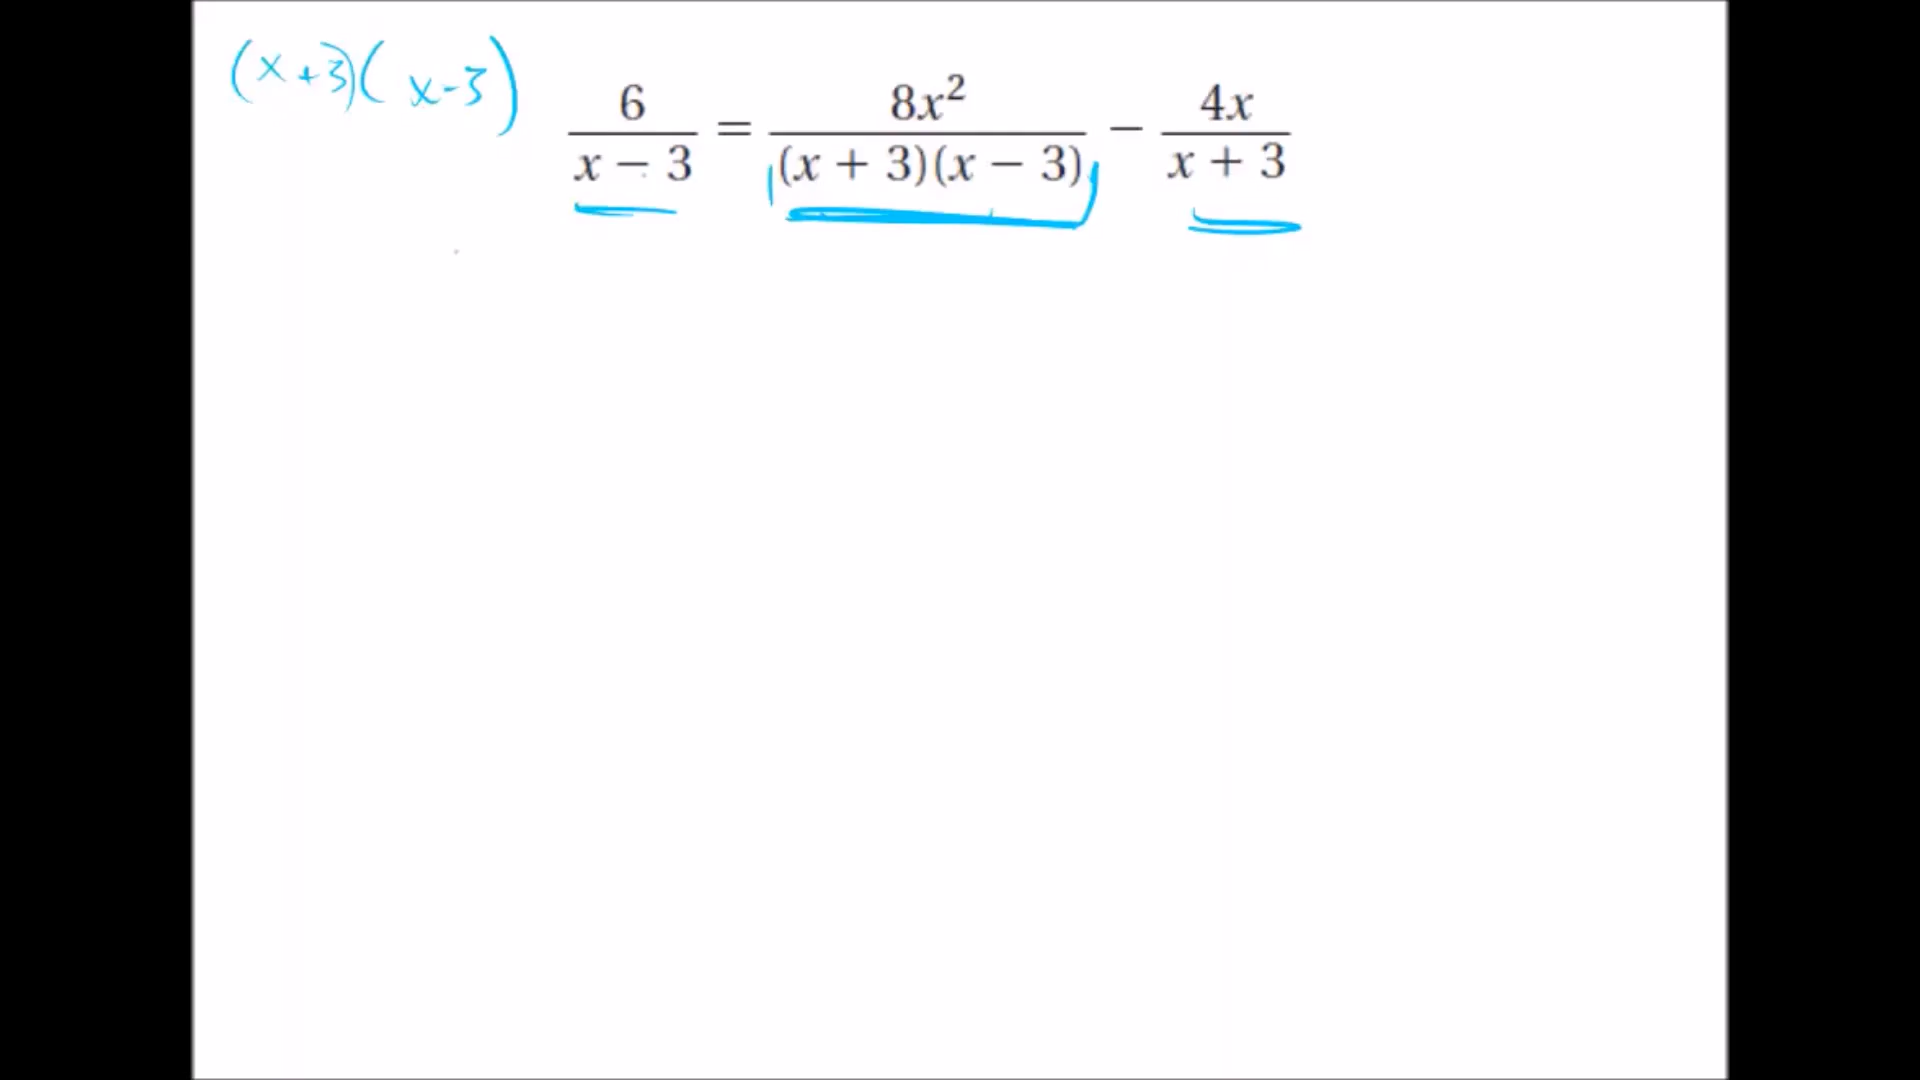 (x+3)(x-3) 6/(x − 3) = 8x²/((x + 3)(x − 3)) − 4x/(x + 3)